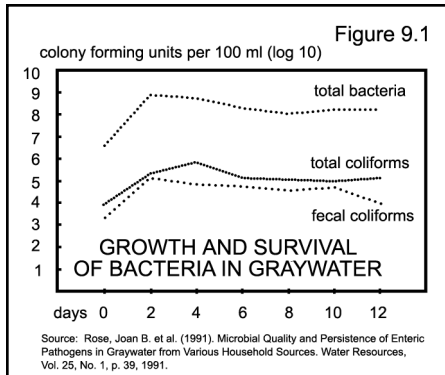 Figure 9.1
colony forming units per 100 ml (log 10)
10
9
8
7
6
5
4
3
2
1
total bacteria
total coliforms
fecal coliforms
GROWTH AND SURVIVAL
OF BACTERIA IN GRAYWATER
days 0 2 4 6 8 10 12
Source: Rose, Joan B. et al. (1991). Microbial Quality and Persistence of Enteric
Pathogens in Graywater from Various Household Sources. Water Resources,
Vol. 25, No. 1, p. 39, 1991.